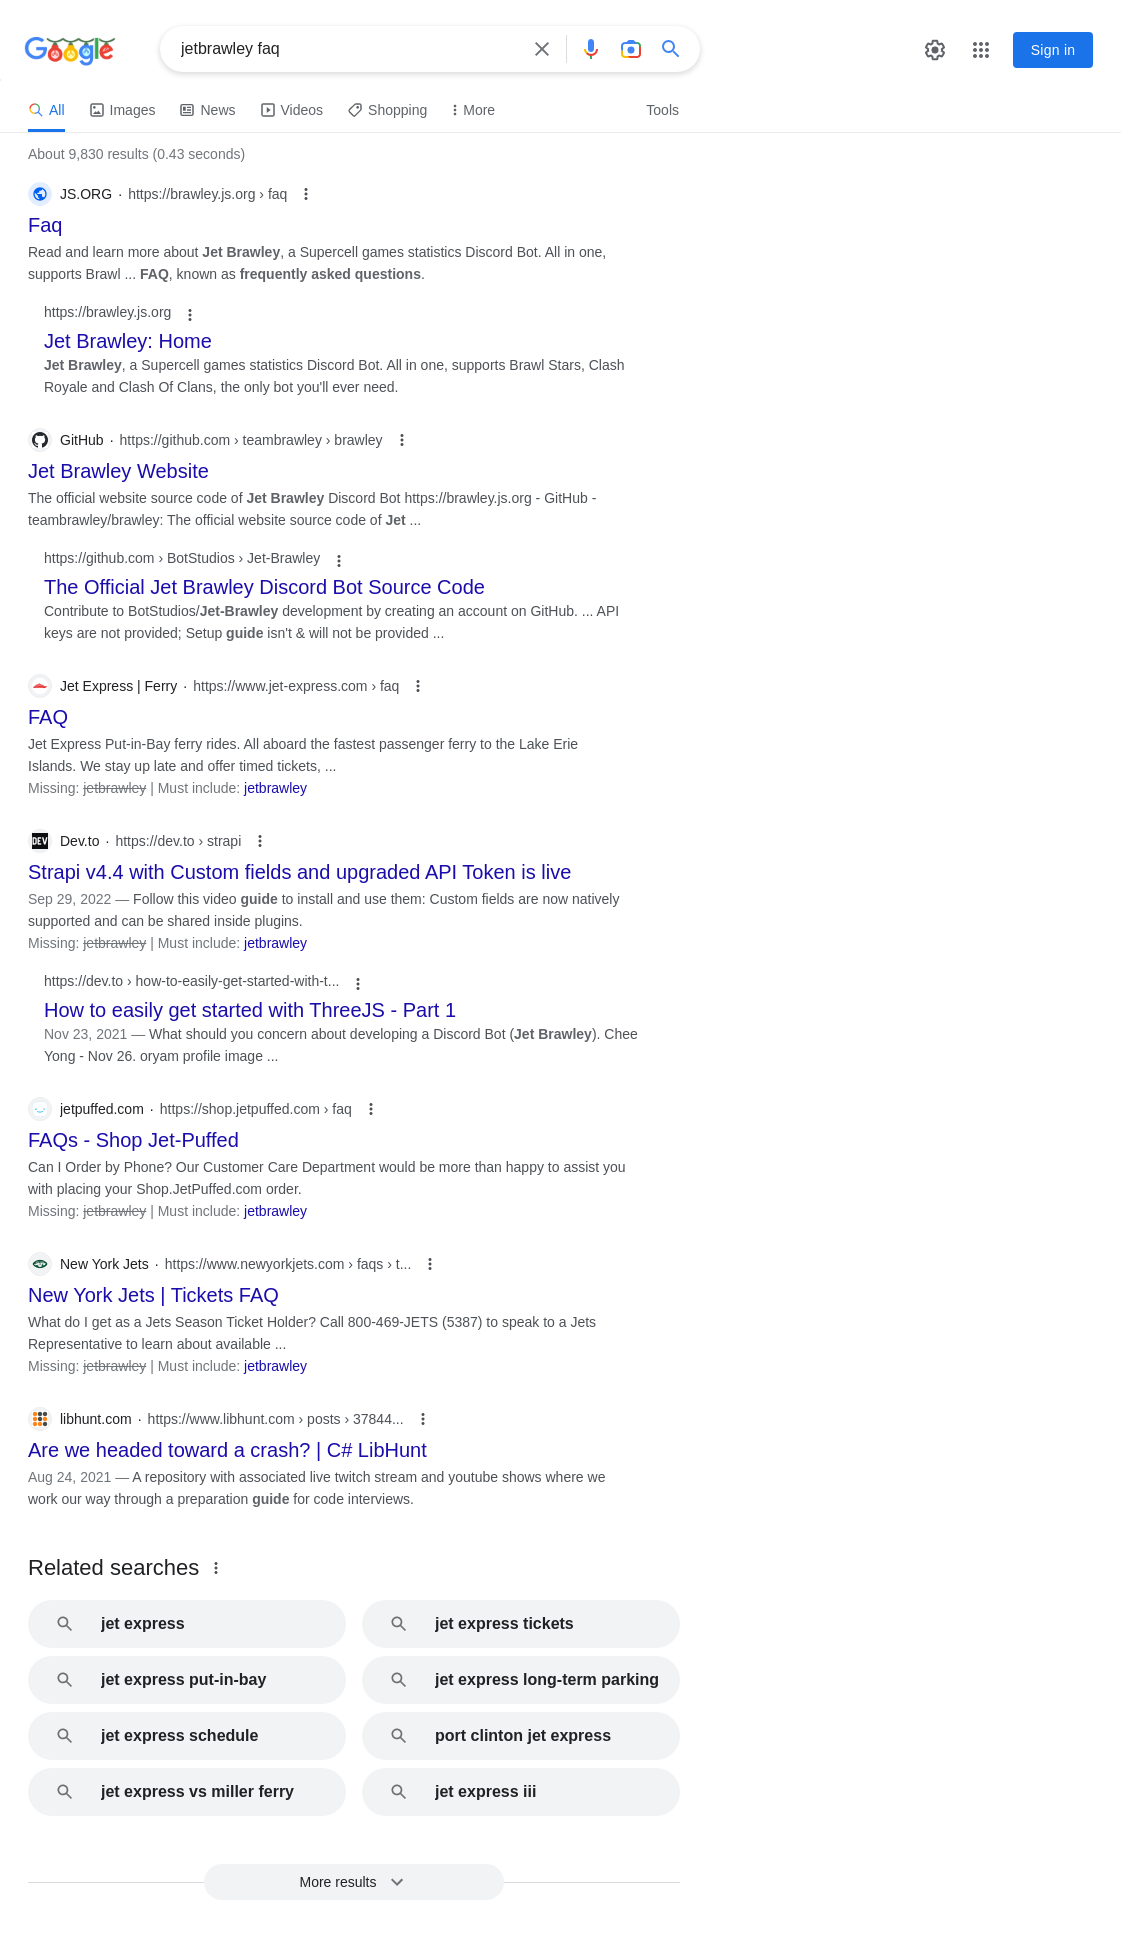 Google
jetbrawley faq
Sign in
All Images News Videos Shopping More Tools
About 9,830 results (0.43 seconds)
JS.ORG · https://brawley.js.org › faq
Faq
Read and learn more about Jet Brawley, a Supercell games statistics Discord Bot. All in one,
supports Brawl ... FAQ, known as frequently asked questions.
https://brawley.js.org
Jet Brawley: Home
Jet Brawley, a Supercell games statistics Discord Bot. All in one, supports Brawl Stars, Clash
Royale and Clash Of Clans, the only bot you'll ever need.
GitHub · https://github.com › teambrawley › brawley
Jet Brawley Website
The official website source code of Jet Brawley Discord Bot https://brawley.js.org - GitHub -
teambrawley/brawley: The official website source code of Jet ...
https://github.com › BotStudios › Jet-Brawley
The Official Jet Brawley Discord Bot Source Code
Contribute to BotStudios/Jet-Brawley development by creating an account on GitHub. ... API
keys are not provided; Setup guide isn't & will not be provided ...
Jet Express | Ferry · https://www.jet-express.com › faq
FAQ
Jet Express Put-in-Bay ferry rides. All aboard the fastest passenger ferry to the Lake Erie
Islands. We stay up late and offer timed tickets, ...
Missing: jetbrawley | Must include: jetbrawley
DEV
Dev.to · https://dev.to › strapi
Strapi v4.4 with Custom fields and upgraded API Token is live
Sep 29, 2022 — Follow this video guide to install and use them: Custom fields are now natively
supported and can be shared inside plugins.
Missing: jetbrawley | Must include: jetbrawley
https://dev.to › how-to-easily-get-started-with-t...
How to easily get started with ThreeJS - Part 1
Nov 23, 2021 — What should you concern about developing a Discord Bot (Jet Brawley). Chee
Yong - Nov 26. oryam profile image ...
jetpuffed.com · https://shop.jetpuffed.com › faq
FAQs - Shop Jet-Puffed
Can I Order by Phone? Our Customer Care Department would be more than happy to assist you
with placing your Shop.JetPuffed.com order.
Missing: jetbrawley | Must include: jetbrawley
New York Jets · https://www.newyorkjets.com › faqs › t...
New York Jets | Tickets FAQ
What do I get as a Jets Season Ticket Holder? Call 800-469-JETS (5387) to speak to a Jets
Representative to learn about available ...
Missing: jetbrawley | Must include: jetbrawley
libhunt.com · https://www.libhunt.com › posts › 37844...
Are we headed toward a crash? | C# LibHunt
Aug 24, 2021 — A repository with associated live twitch stream and youtube shows where we
work our way through a preparation guide for code interviews.
Related searches
jet express
jet express tickets
jet express put-in-bay
jet express long-term parking
jet express schedule
port clinton jet express
jet express vs miller ferry
jet express iii
More results